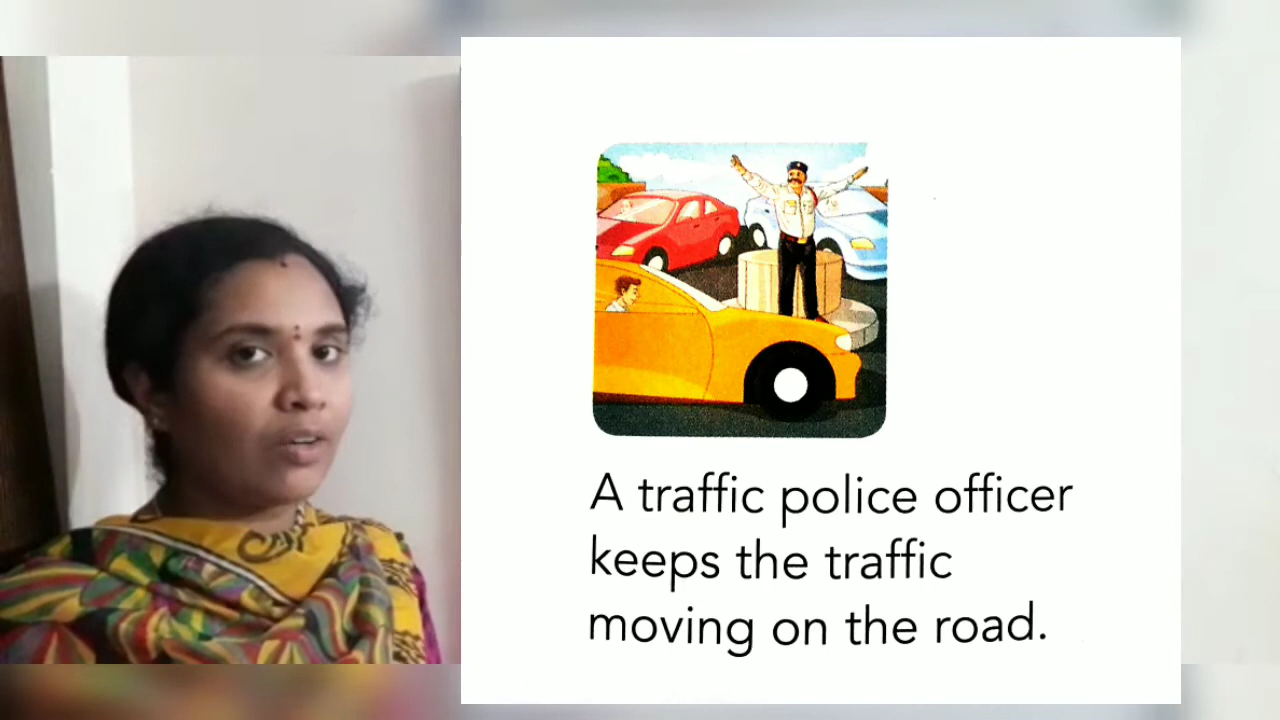 A traffic police officer
keeps the traffic
moving on the road.